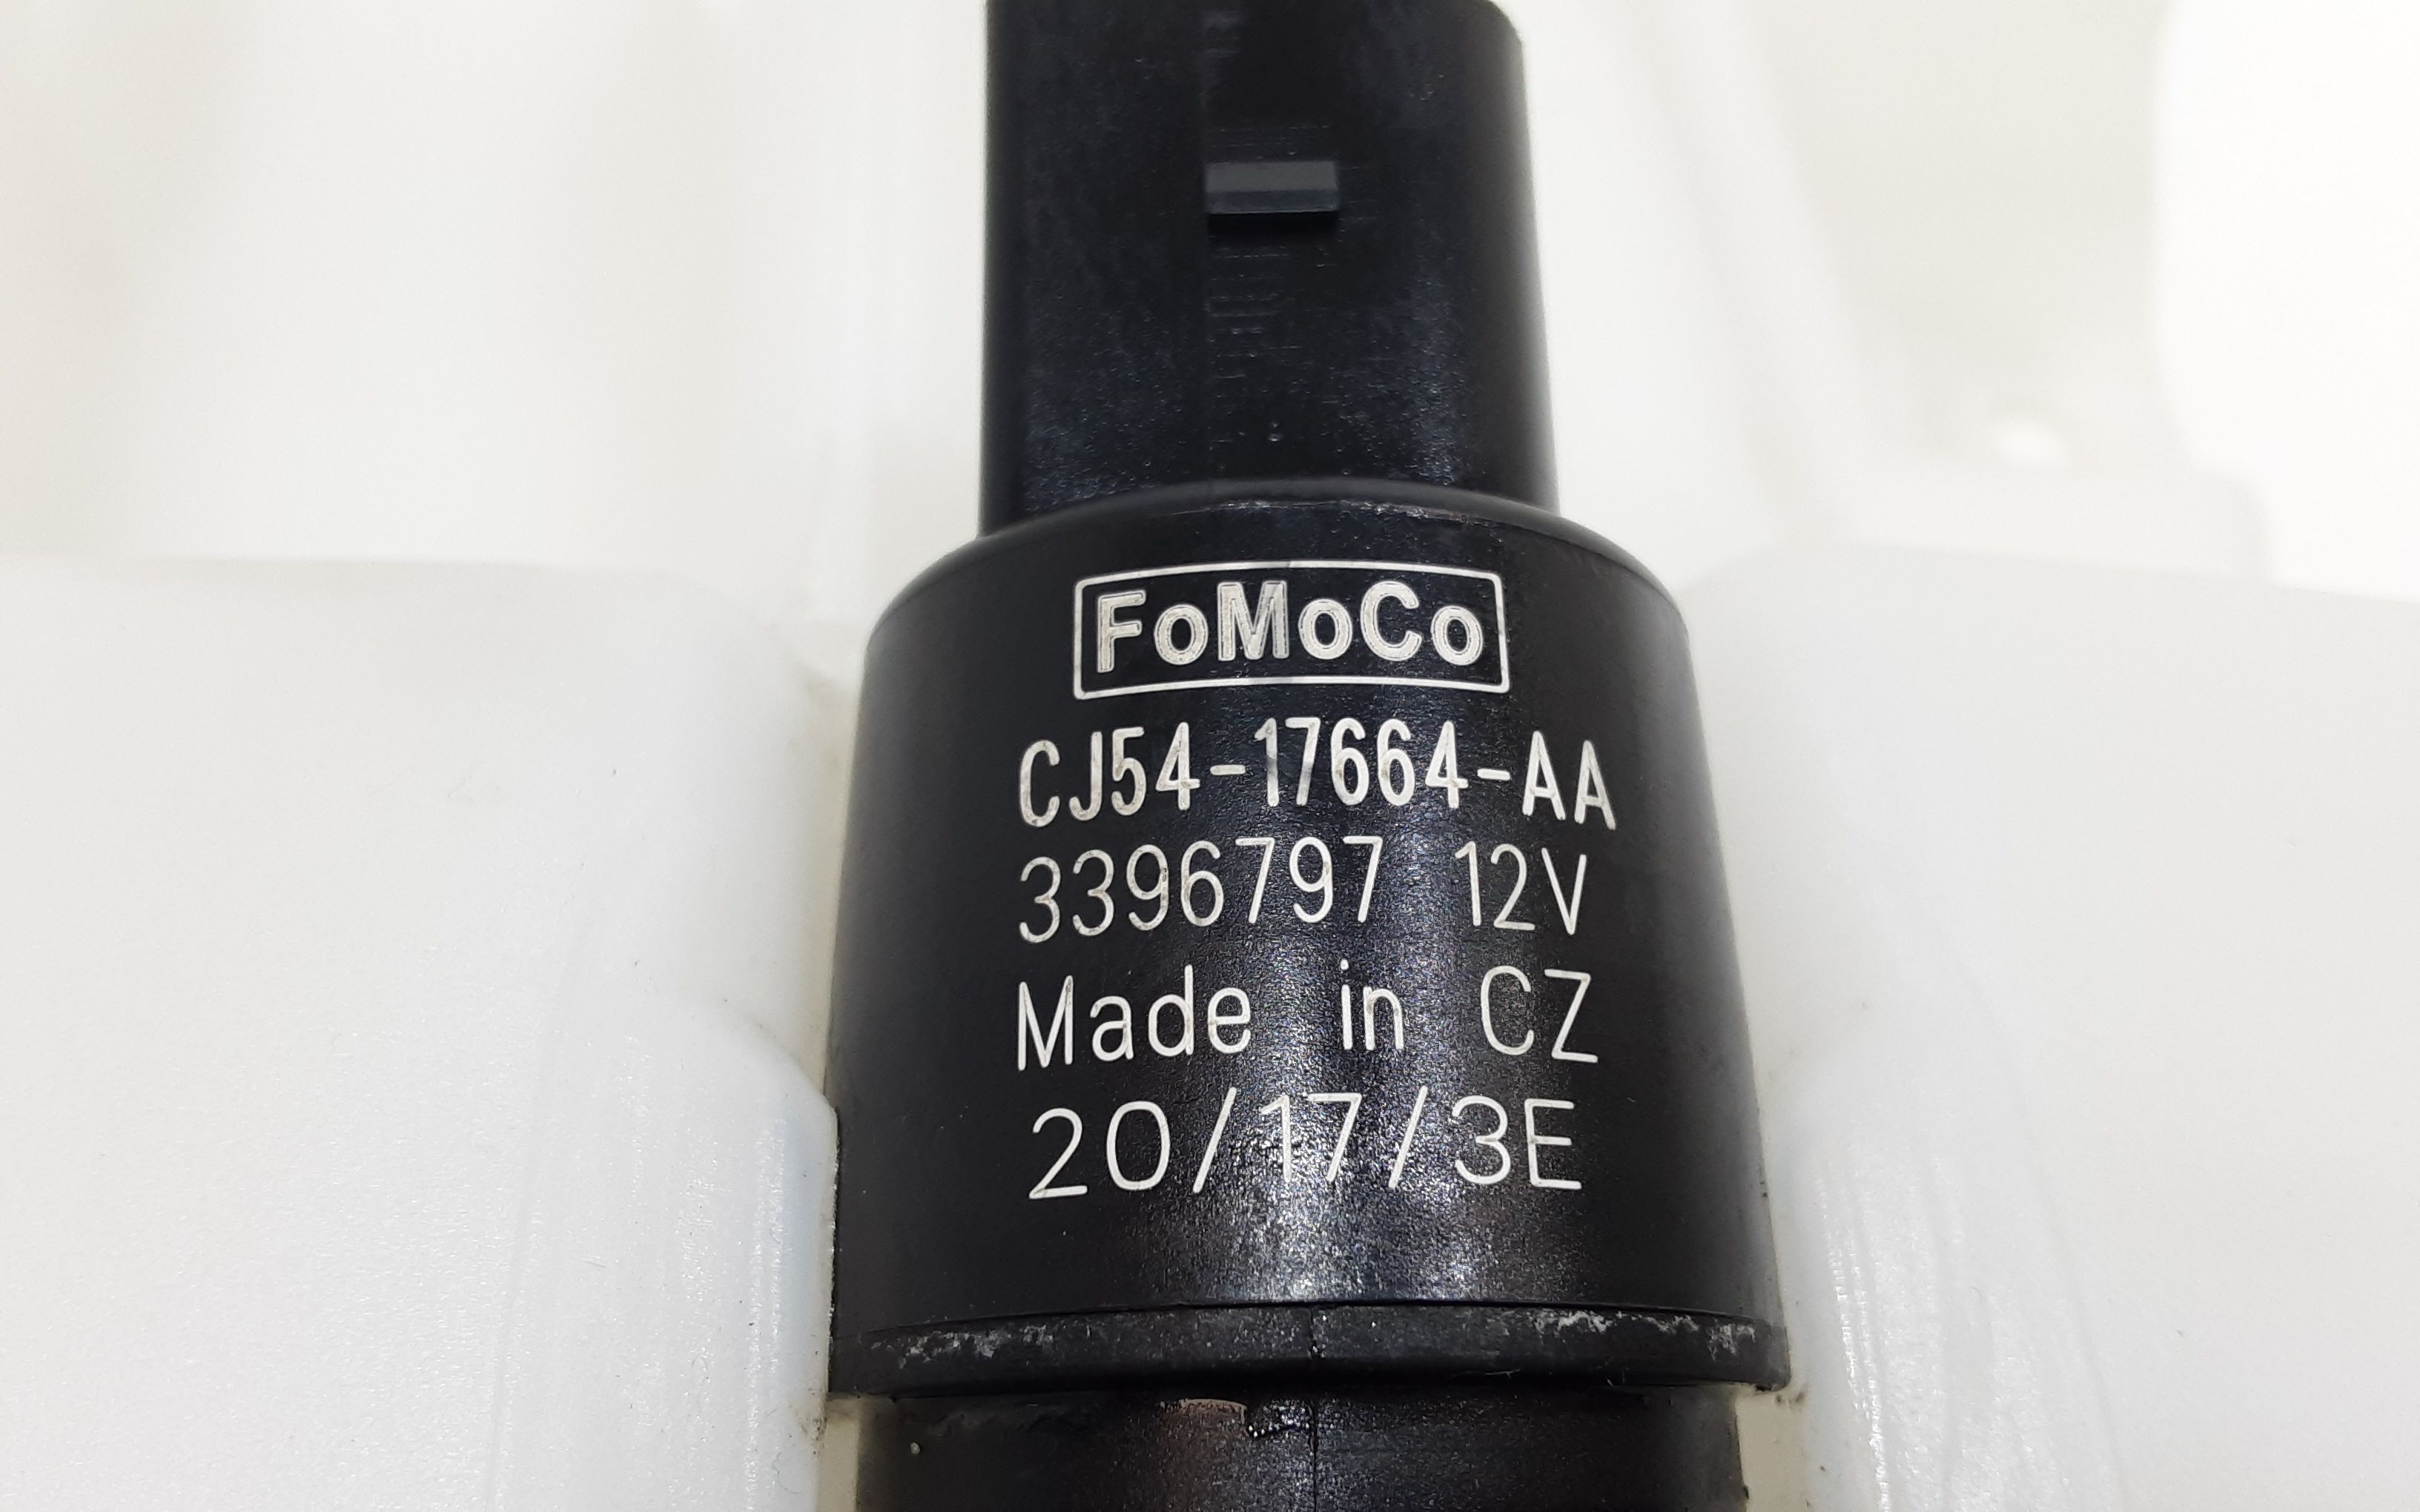 FoMoCo
CJ54-17664-AA
3396797 12V
Made in CZ
20/17/3E